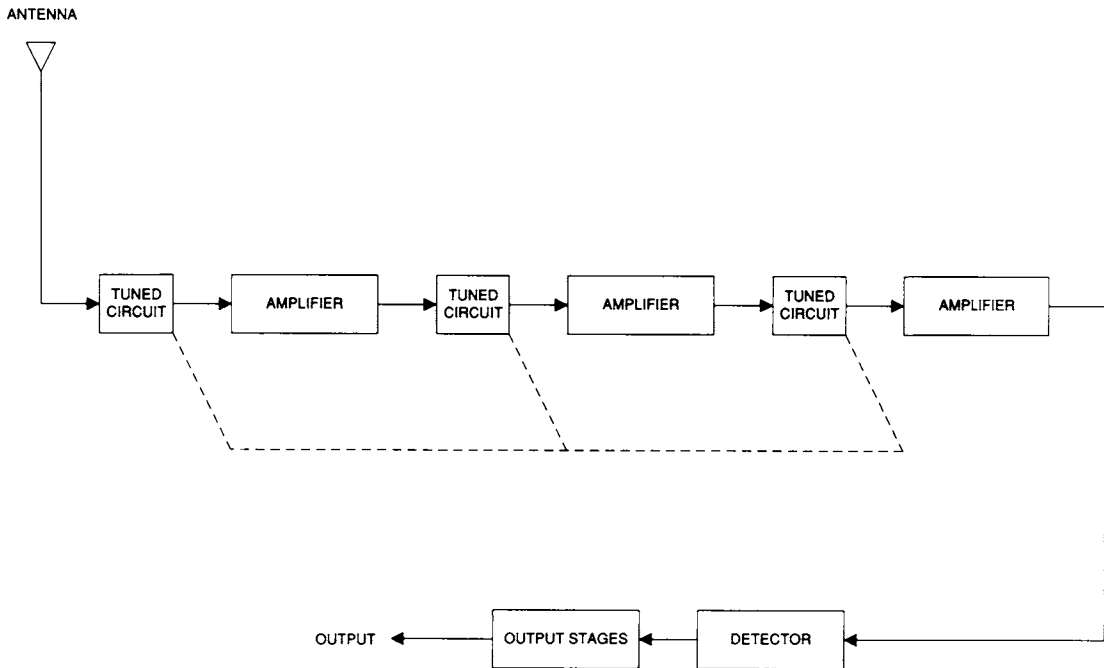 ANTENNA
TUNED
CIRCUIT
AMPLIFIER
TUNED
CIRCUIT
AMPLIFIER
TUNED
CIRCUIT
AMPLIFIER
OUTPUT
OUTPUT STAGES
DETECTOR